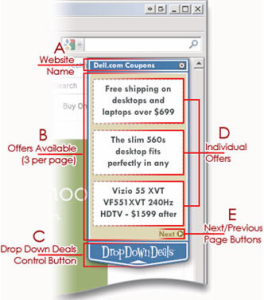 A
Website
Name
Dell.com Coupons
search
Buy On
Free shipping on
desktops and
laptops over $699
B
Offers Available
(3 per page)
The slim 560s
desktop fits
perfectly in any
D
Individual
Offers
Vizio 55 XVT
VF551XVT 240Hz
HDTV - $1599 after
E
Next/Previous
Page Buttons
Next
C
Drop Down Deals
Control Button
DropDownDeals